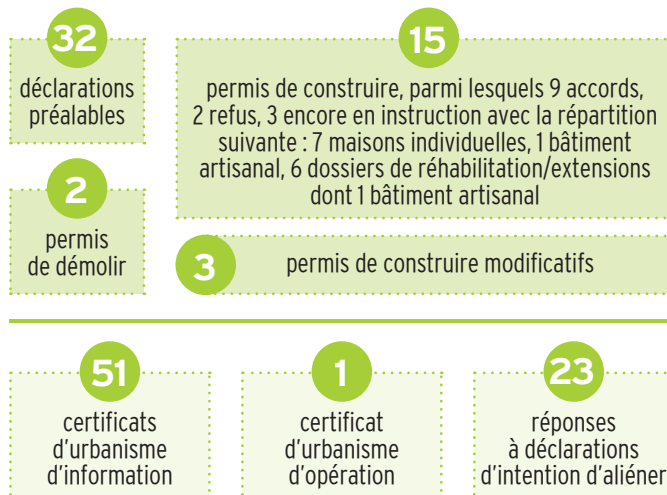 32
déclarations
préalables
15
permis de construire, parmi lesquels 9 accords,
2 refus, 3 encore en instruction avec la répartition
suivante : 7 maisons individuelles, 1 bâtiment
artisanal, 6 dossiers de réhabilitation/extensions
dont 1 bâtiment artisanal
2
permis
de démolir
3
permis de construire modificatifs
51
certificats
d'urbanisme
d'information
1
certificat
d'urbanisme
d'opération
23
réponses
à déclarations
d'intention d'aliéner